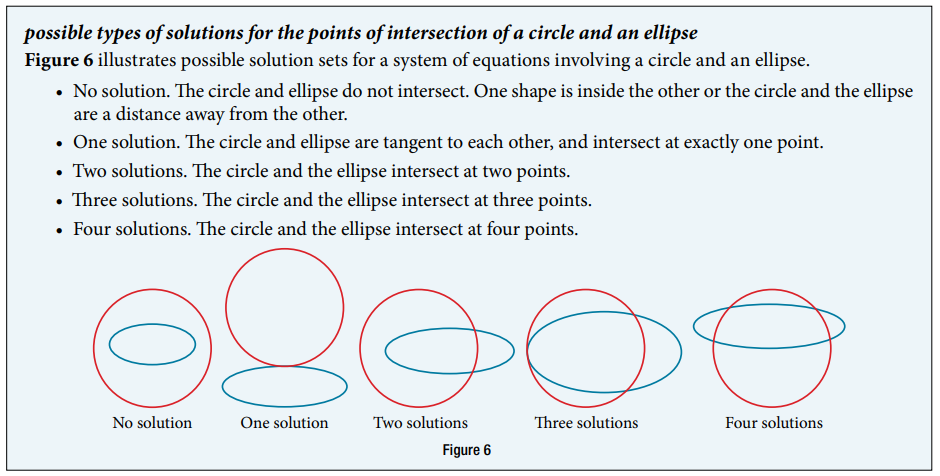 possible types of solutions for the points of intersection of a circle and an ellipse
Figure 6 illustrates possible solution sets for a system of equations involving a circle and an ellipse.
• No solution. The circle and ellipse do not intersect. One shape is inside the other or the circle and the ellipse
are a distance away from the other.
• One solution. The circle and ellipse are tangent to each other, and intersect at exactly one point.
• Two solutions. The circle and the ellipse intersect at two points.
• Three solutions. The circle and the ellipse intersect at three points.
• Four solutions. The circle and the ellipse intersect at four points.
No solution One solution Two solutions Three solutions Four solutions
Figure 6